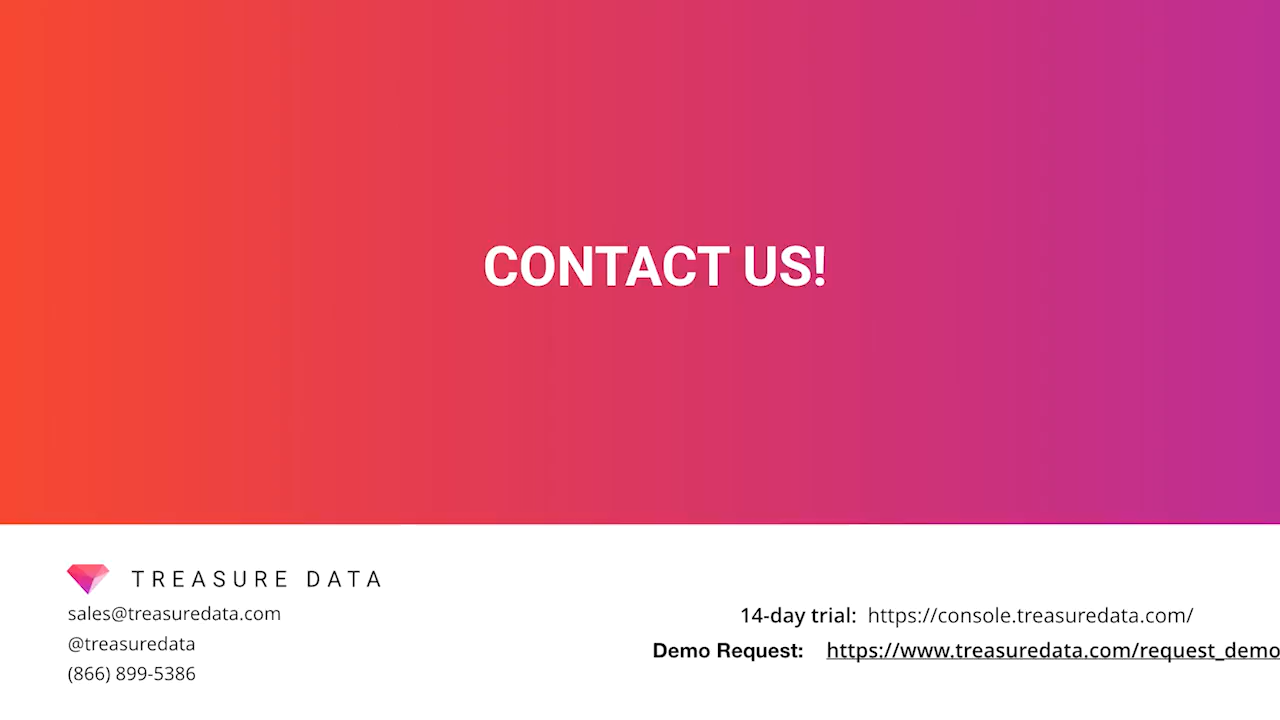 CONTACT US!
TREASURE DATA
sales@treasuredata.com
@treasuredata
(866) 899-5386
14-day trial: https://console.treasuredata.com/
Demo Request: https://www.treasuredata.com/request_demo